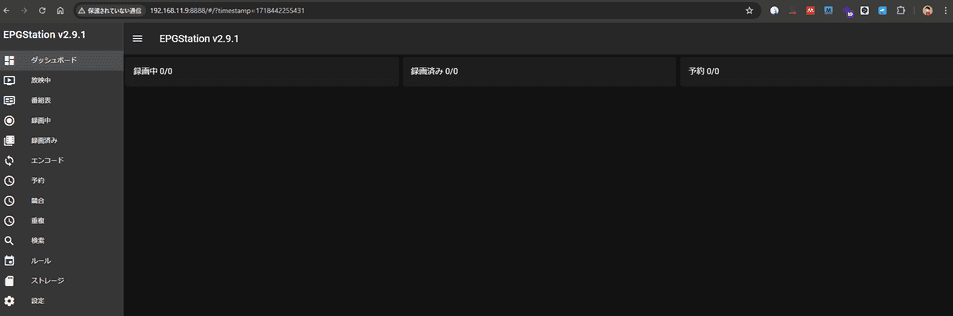 保護されていない通信
192.168.11.9:8888/#/?timestamp=1718442255431
EPGStation v2.9.1
EPGStation v2.9.1
ダッシュボード
放映中
番組表
録画中
録画済み
エンコード
予約
競合
重複
検索
ルール
ストレージ
設定
録画中 0/0
録画済み 0/0
予約 0/0